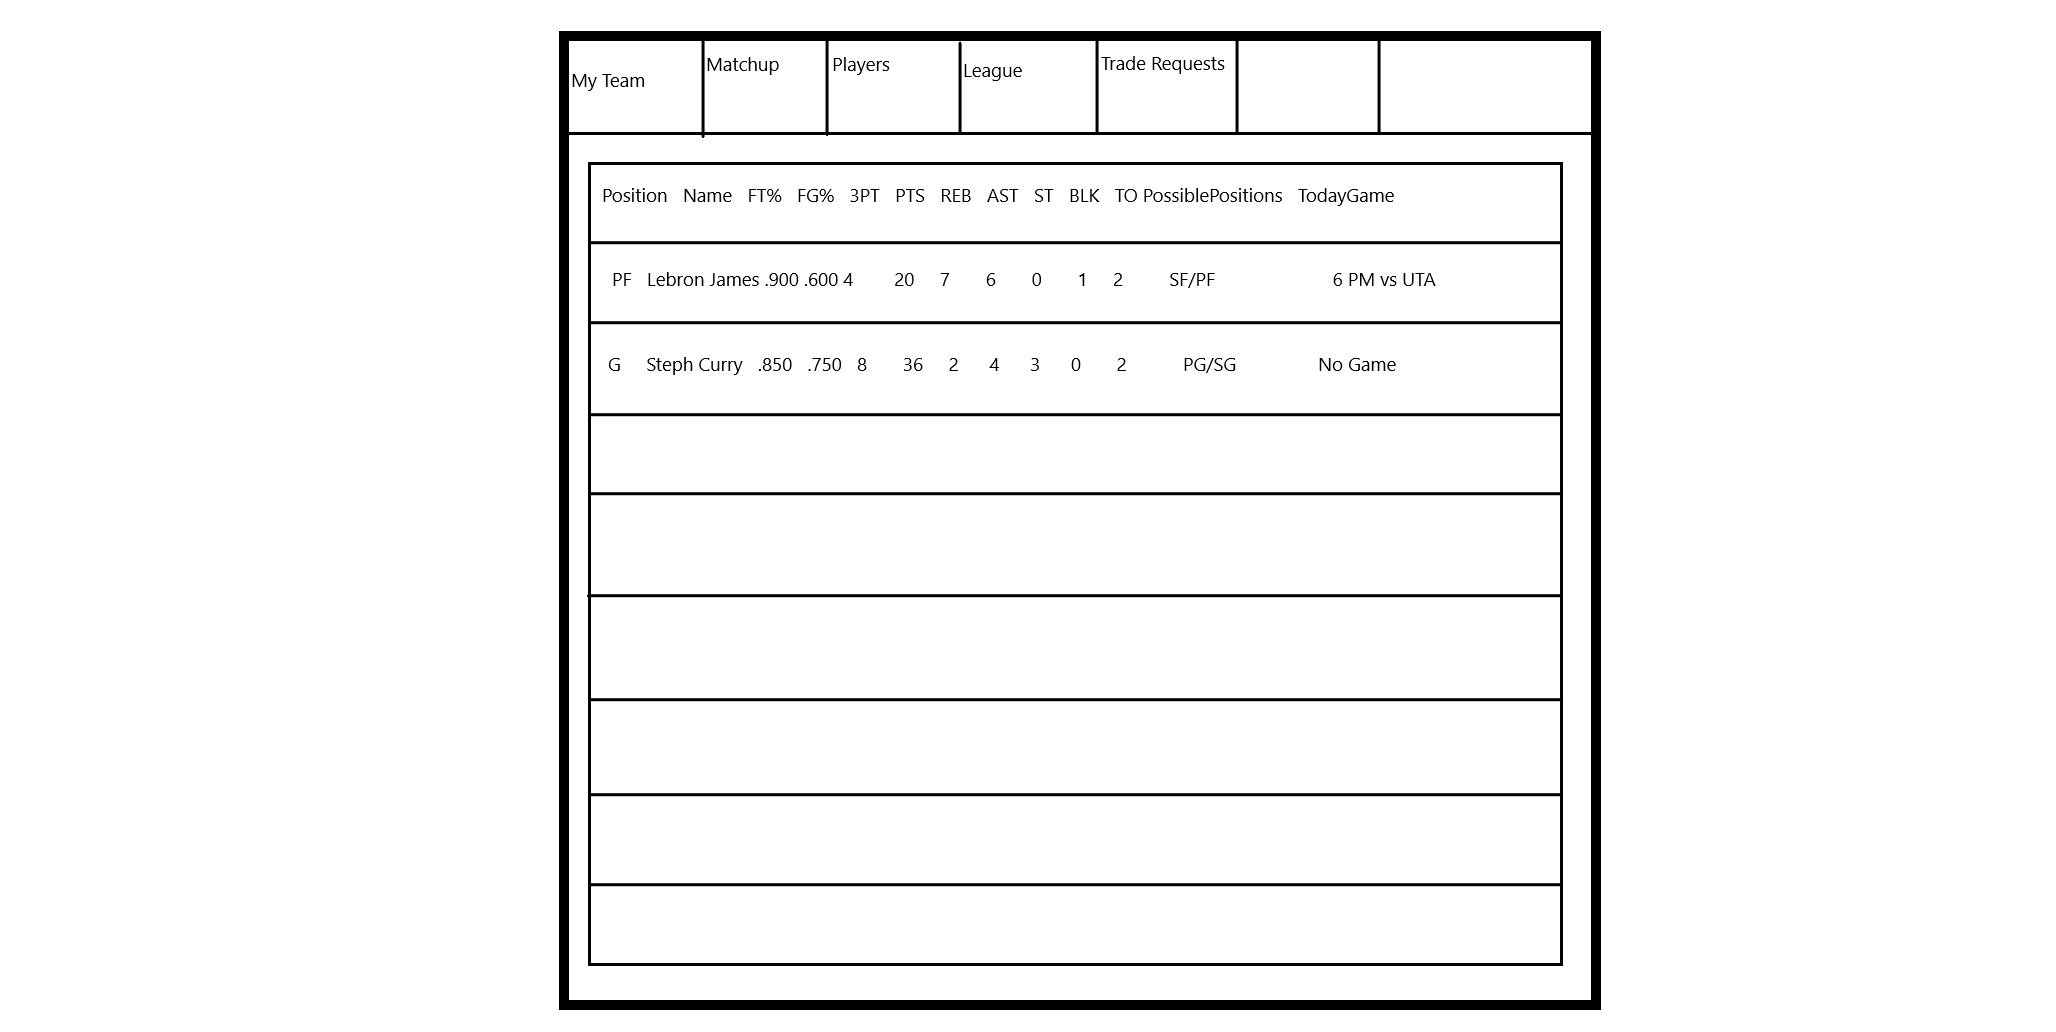 My Team
Matchup
Players
League
Trade Requests
Position Name FT% FG% 3PT PTS REB AST ST BLK TO PossiblePositions TodayGame
PF Lebron James .900 .600 4 20 7 6 0 1 2 SF/PF 6 PM vs UTA
G Steph Curry .850 .750 8 36 2 4 3 0 2 PG/SG No Game